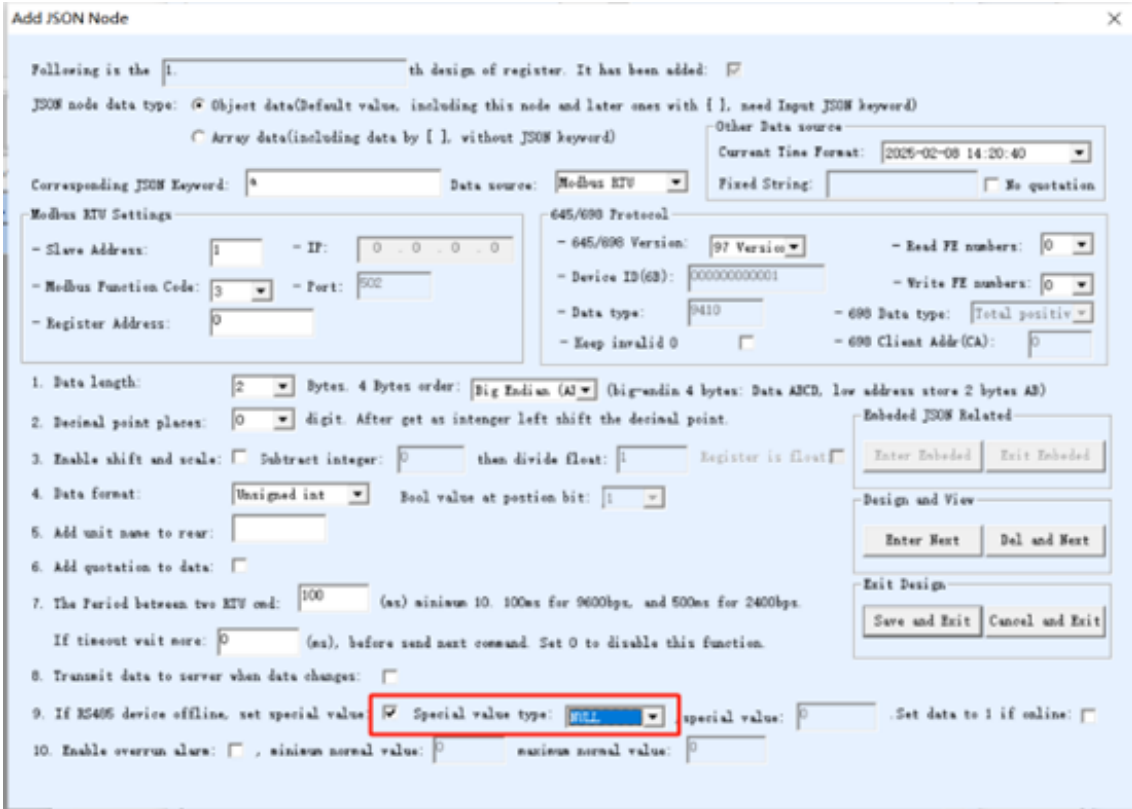 Add JSON Node
Following is the 1. th design of register. It has been added:
JSON node data type: Object data(Default value, including this node and later ones with { }, need Input JSON keyword)
Array data(including data by [ ], without JSON keyword)
Other Data source
Current Time Format: 2025-02-08 14:20:40
Corresponding JSON Keyword: a Data source: Modbus RTU Fixed String: No quotation
Modbus RTU Settings
- Slave Address: 1 - IP: 0 . 0 . 0 . 0
- Modbus Function Code: 3 - Port: 502
- Register Address: 0
645/698 Protocol
- 645/698 Version: 97 Versio - Read FE numbers: 0
- Device ID(6B): 000000000001 - Write FE numbers: 0
- Data type: 9410 - 698 Data type: Total positiv
- Keep invalid 0 - 698 Client Addr(CA): 0
1. Data length: 2 Bytes. 4 Bytes order: Big Endian (AB (big-endin 4 bytes: Data ABCD, low address store 2 bytes AB)
2. Decimal point places: 0 digit. After get as intenger left shift the decimal point.
3. Enable shift and scale: Subtract integer: 0 then divide float: 1 Register is float
4. Data format: Unsigned int Bool value at postion bit: 1
5. Add unit name to rear:
6. Add quotation to data:
7. The Period between two RTU cmd: 100 (ms) minimum 10. 100ms for 9600bps, and 500ms for 2400bps.
If timeout wait more: 0 (ms), before send next command. Set 0 to disable this function.
8. Transmit data to server when data changes:
9. If RS485 device offline, set special value: Special value type: NULL ,special value: 0 .Set data to 1 if online:
10. Enable overrun alarm: , minimum normal value: 0 maximum normal value: 0
Embeded JSON Related
Enter Embeded Exit Embeded
Design and View
Enter Next Del and Next
Exit Design
Save and Exit Cancel and Exit